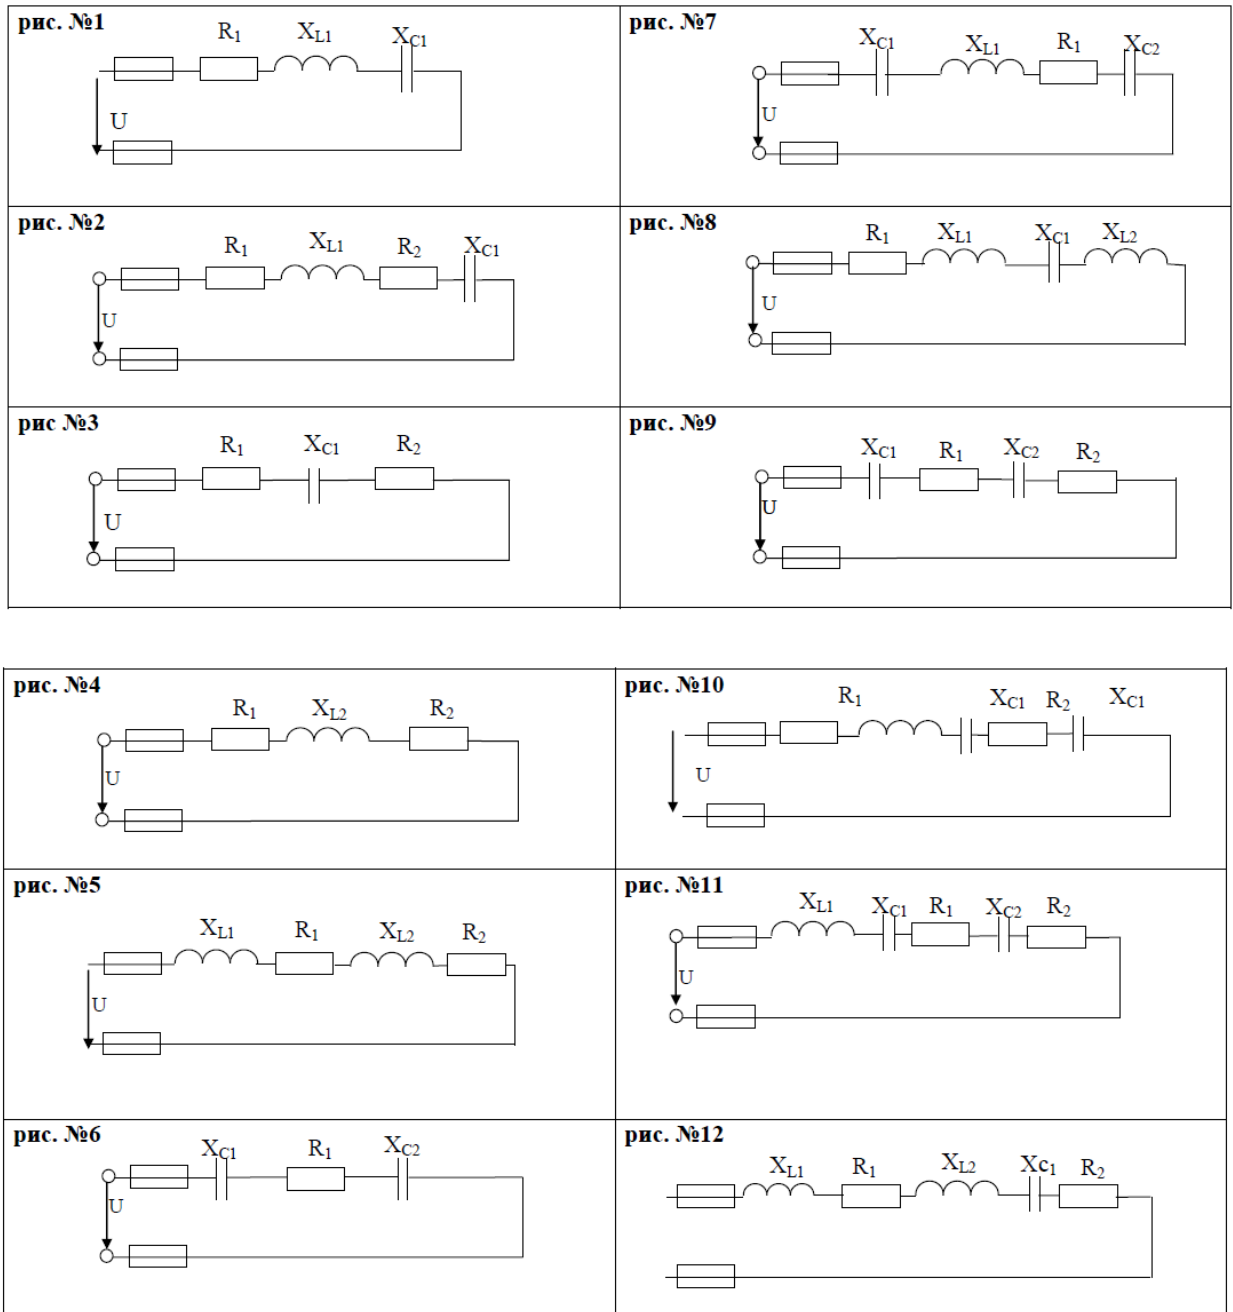 рис. №1
R1 XL1 XC1
U
рис. №7
XC1 XL1 R1 XC2
U
рис. №2
R1 XL1 R2 XC1
U
рис. №8
R1 XL1 XC1 XL2
U
рис №3
R1 XC1 R2
U
рис. №9
XC1 R1 XC2 R2
U
рис. №4
R1 XL2 R2
U
рис. №10
R1 XC1 R2 XC1
U
рис. №5
XL1 R1 XL2 R2
U
рис. №11
XL1 XC1 R1 XC2 R2
U
рис. №6
XC1 R1 XC2
U
рис. №12
XL1 R1 XL2 Xc1 R2